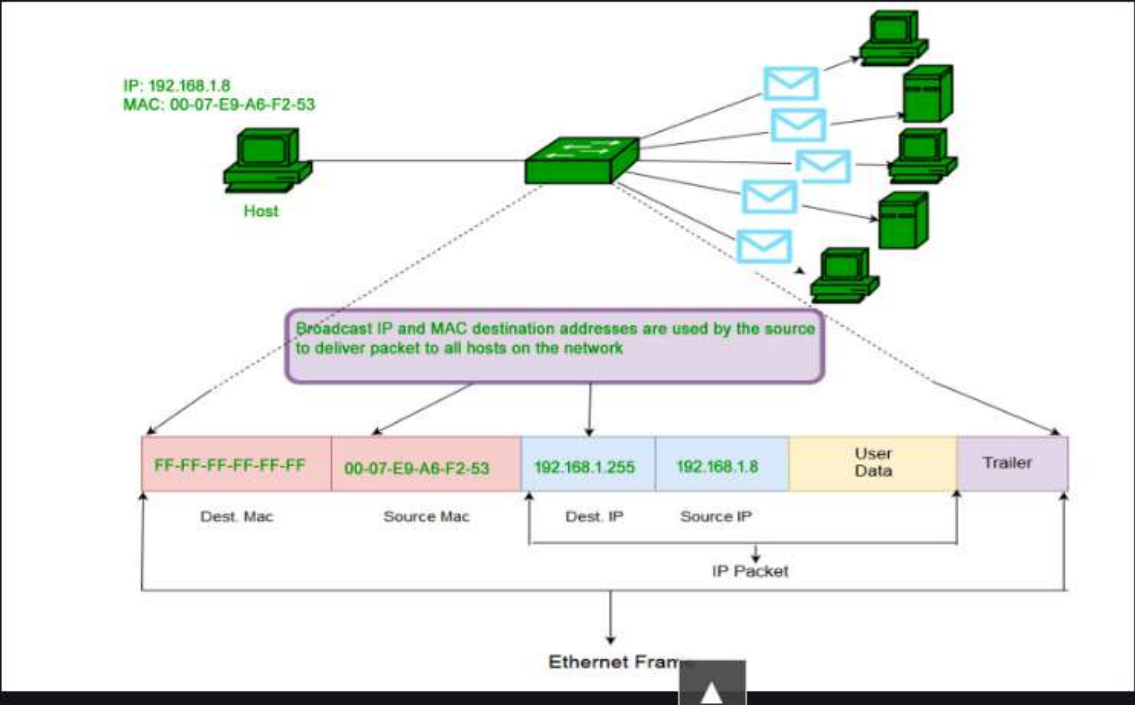 IP: 192.168.1.8
MAC: 00-07-E9-A6-F2-53
Host
Broadcast IP and MAC destination addresses are used by the source
to deliver packet to all hosts on the network
FF-FF-FF-FF-FF-FF
00-07-E9-A6-F2-53
192.168.1.255
192.168.1.8
User
Data
Trailer
Dest. Mac
Source Mac
Dest. IP
Source IP
IP Packet
Ethernet Frame